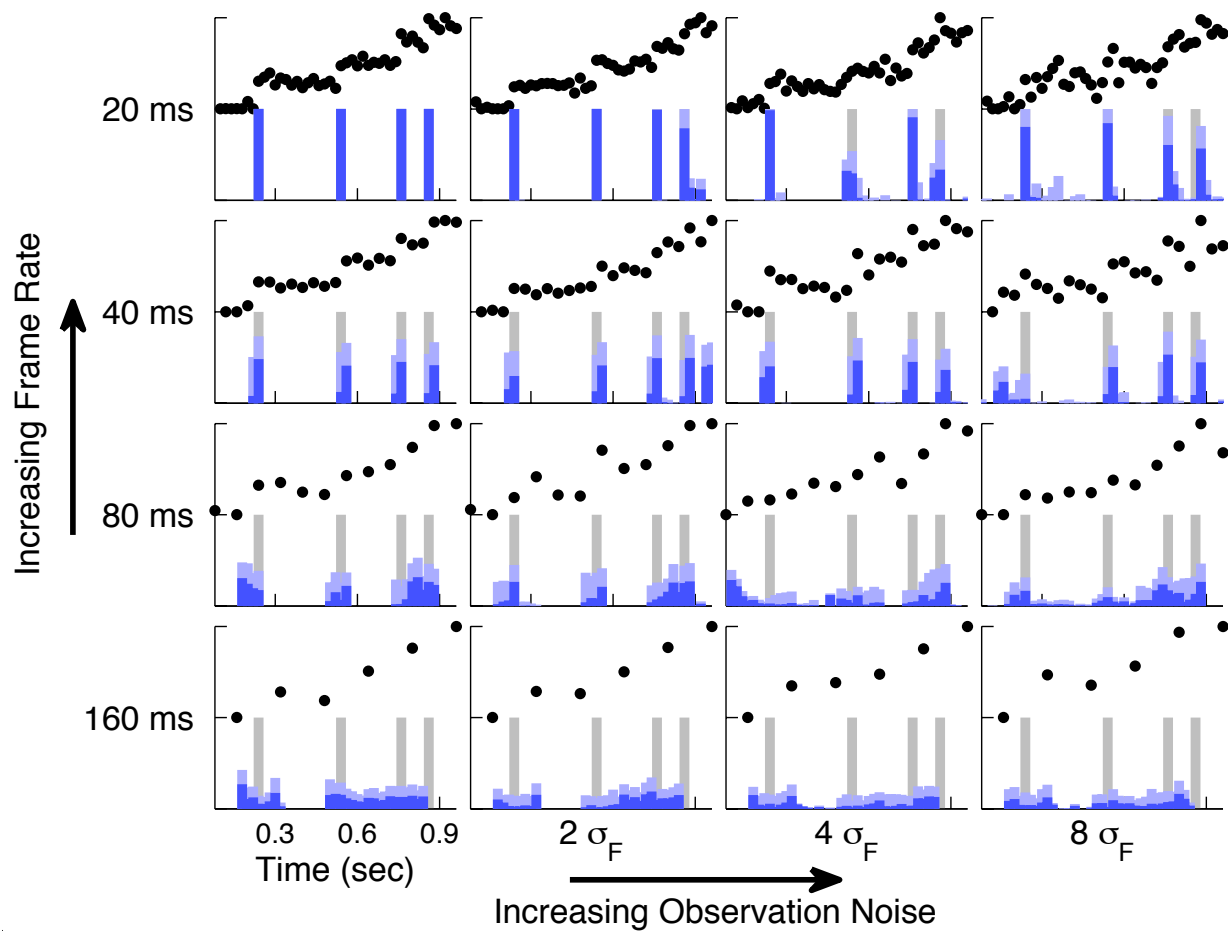 20 ms
40 ms
80 ms
160 ms
Increasing Frame Rate
0.3 0.6 0.9
Time (sec)
2 σF
4 σF
8 σF
Increasing Observation Noise